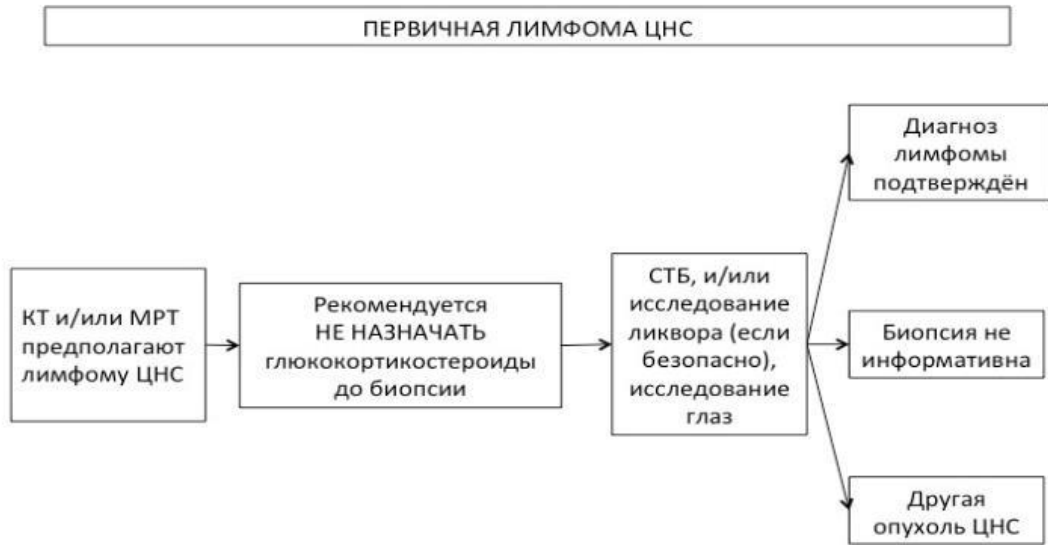 ПЕРВИЧНАЯ ЛИМФОМА ЦНС
КТ и/или МРТ
предполагают
лимфому ЦНС
Рекомендуется
НЕ НАЗНАЧАТЬ
глюкокортикостероиды
до биопсии
СТБ, и/или
исследование
ликвора (если
безопасно),
исследование
глаз
Диагноз
лимфомы
подтверждён
Биопсия не
информативна
Другая
опухоль ЦНС